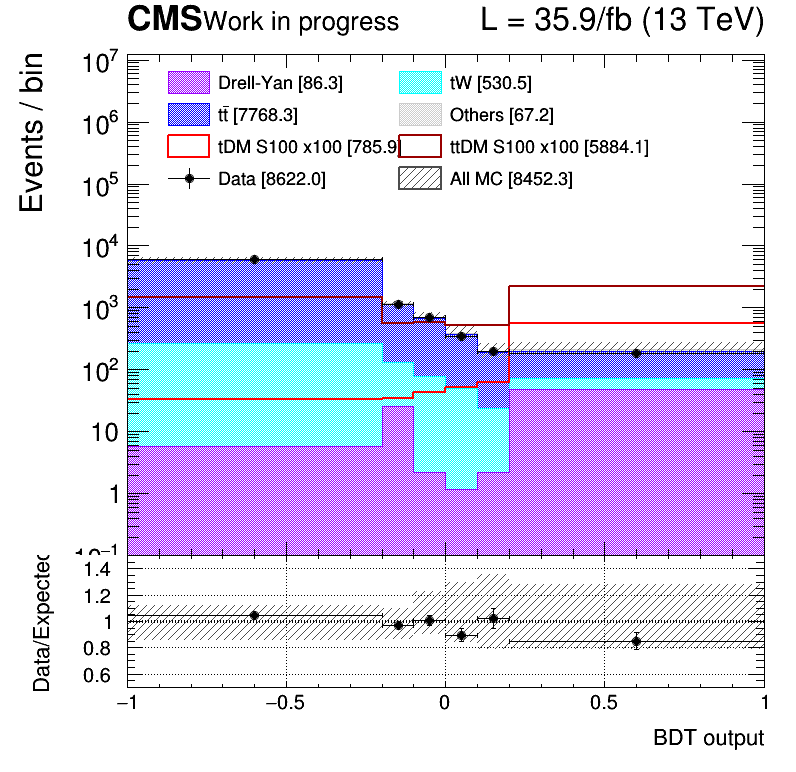 CMS Work in progress L = 35.9/fb (13 TeV)
Events / bin
Drell-Yan [86.3] tW [530.5]
tt̄ [7768.3] Others [67.2]
tDM S100 x100 [785.9] ttDM S100 x100 [5884.1]
Data [8622.0] All MC [8452.3]
10⁷
10⁶
10⁵
10⁴
10³
10²
10
1
10⁻¹
Data/Expected
1.4
1.2
1
0.8
0.6
−1 −0.5 0 0.5 1
BDT output